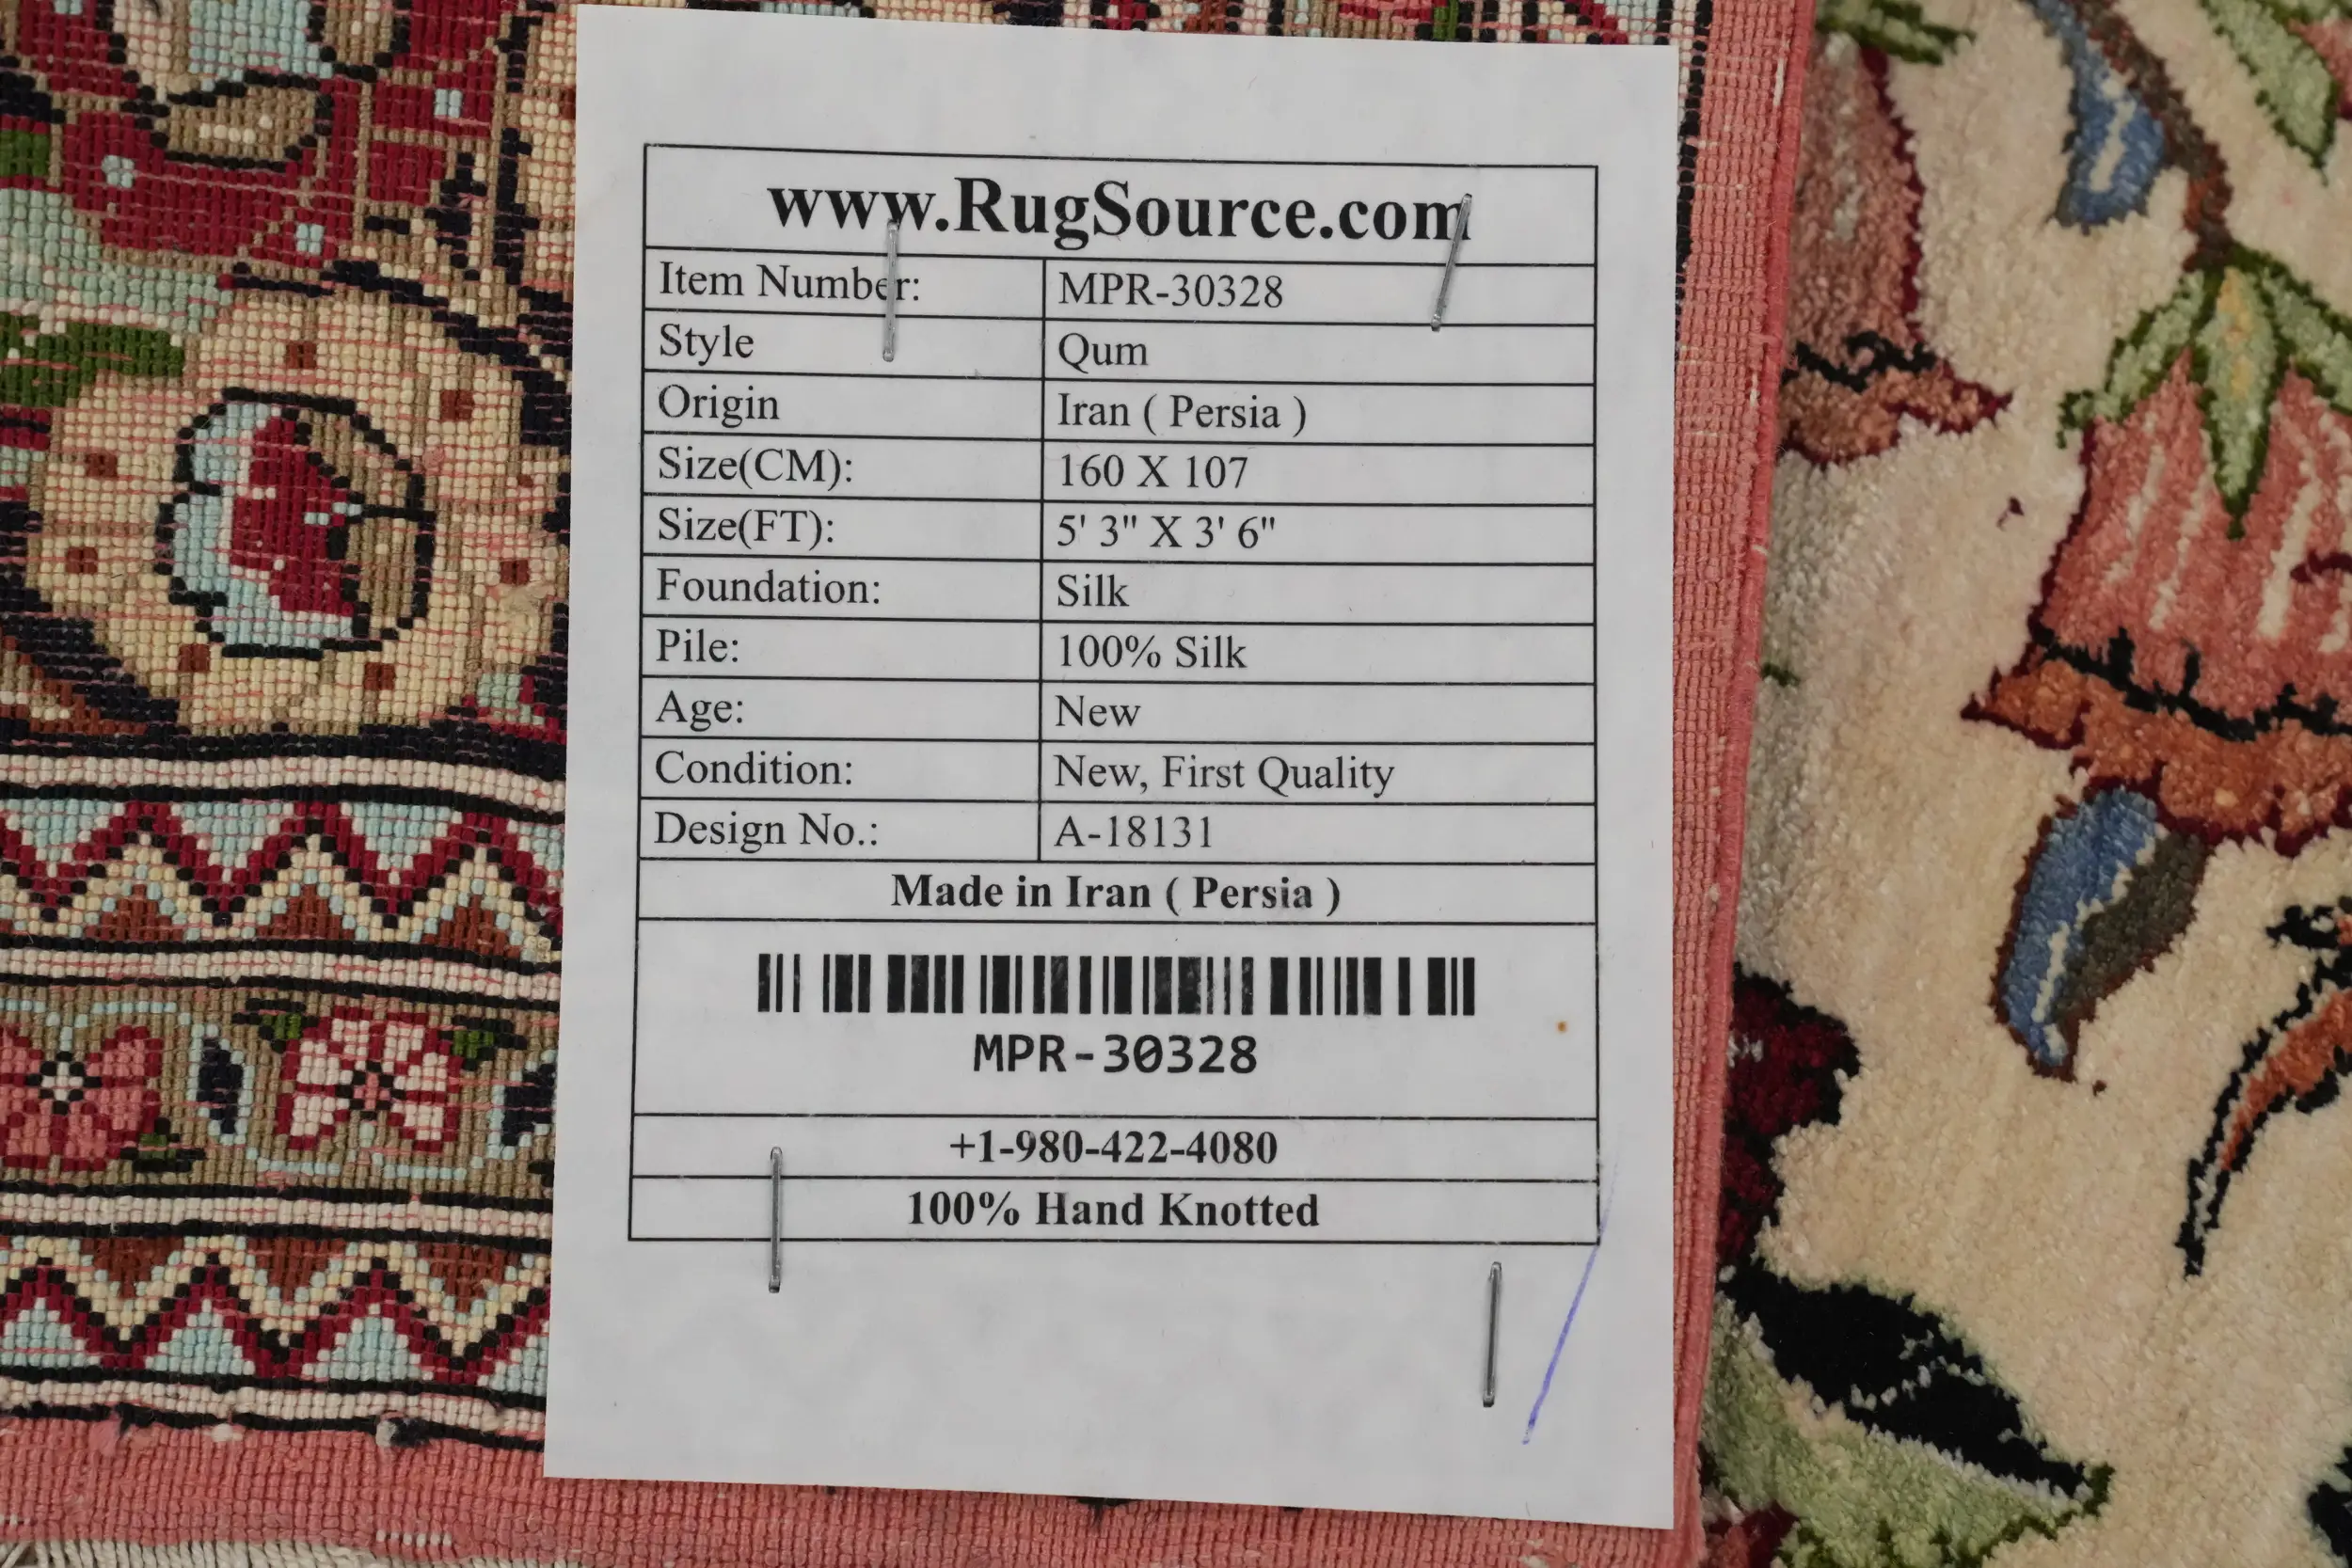 www.RugSource.com
Item Number: MPR-30328
Style Qum
Origin Iran ( Persia )
Size(CM): 160 X 107
Size(FT): 5' 3" X 3' 6"
Foundation: Silk
Pile: 100% Silk
Age: New
Condition: New, First Quality
Design No.: A-18131
Made in Iran ( Persia )
MPR-30328
+1-980-422-4080
100% Hand Knotted